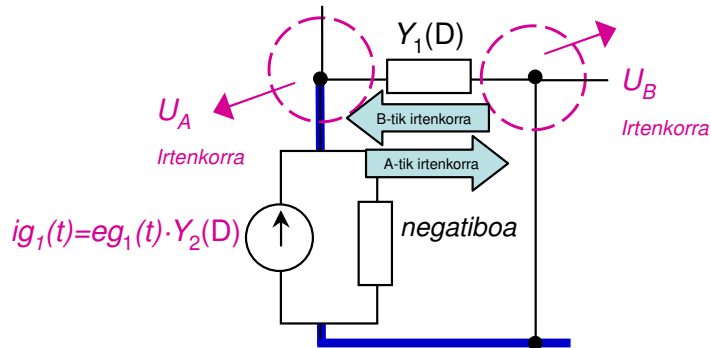 Y1(D)
UA
Irtenkorra
UB
Irtenkorra
B-tik irtenkorra
A-tik irtenkorra
ig1(t)=eg1(t)·Y2(D)
negatiboa